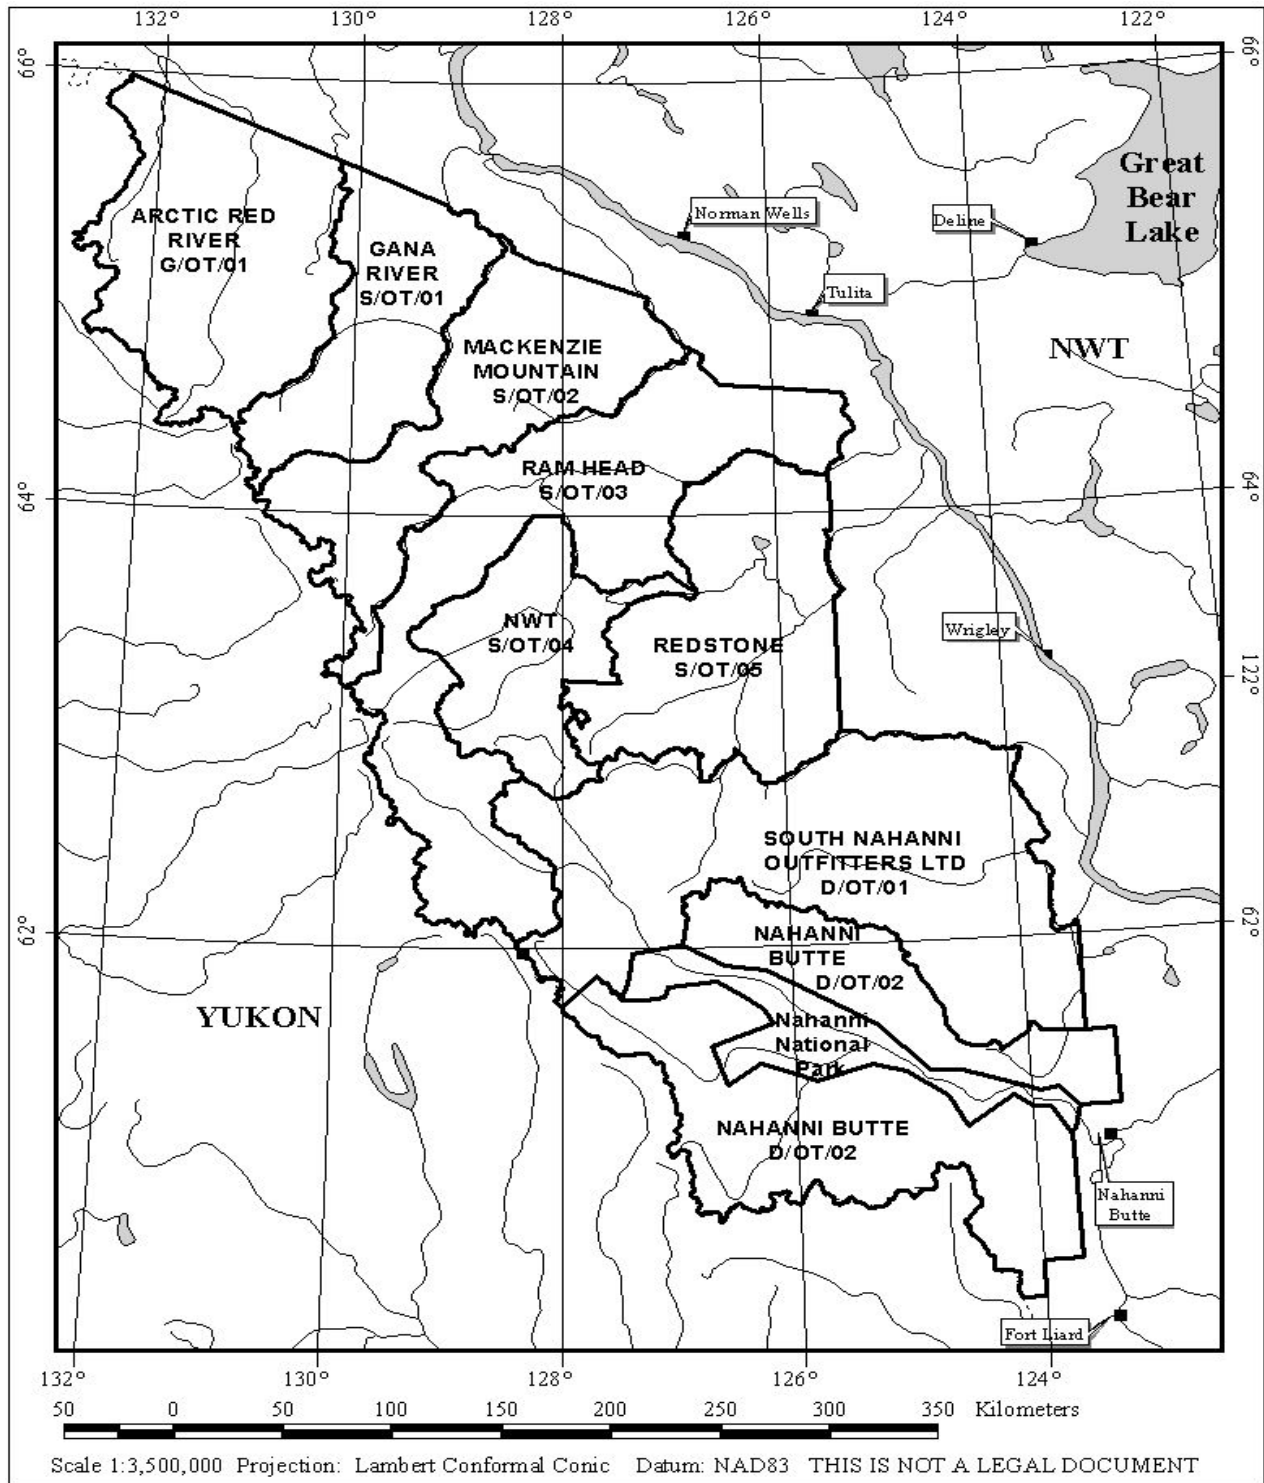 132°
130°
128°
126°
124°
122°
66°
66°
Great
Bear
Lake
Norman Wells
Deline
ARCTIC RED
RIVER
G/OT/01
GANA
RIVER
S/OT/01
Tulita
MACKENZIE
MOUNTAIN
S/OT/02
NWT
RAM HEAD
S/OT/03
64°
64°
NWT
S/OT/04
REDSTONE
S/OT/05
Wrigley
122°
SOUTH NAHANNI
OUTFITTERS LTD
D/OT/01
62°
62°
NAHANNI
BUTTE
D/OT/02
YUKON
Nahanni
National
Park
NAHANNI BUTTE
D/OT/02
Nahanni
Butte
Fort Liard
132°
130°
128°
126°
124°
50 0 50 100 150 200 250 300 350 Kilometers
Scale 1:3,500,000 Projection: Lambert Conformal Conic Datum: NAD83 THIS IS NOT A LEGAL DOCUMENT